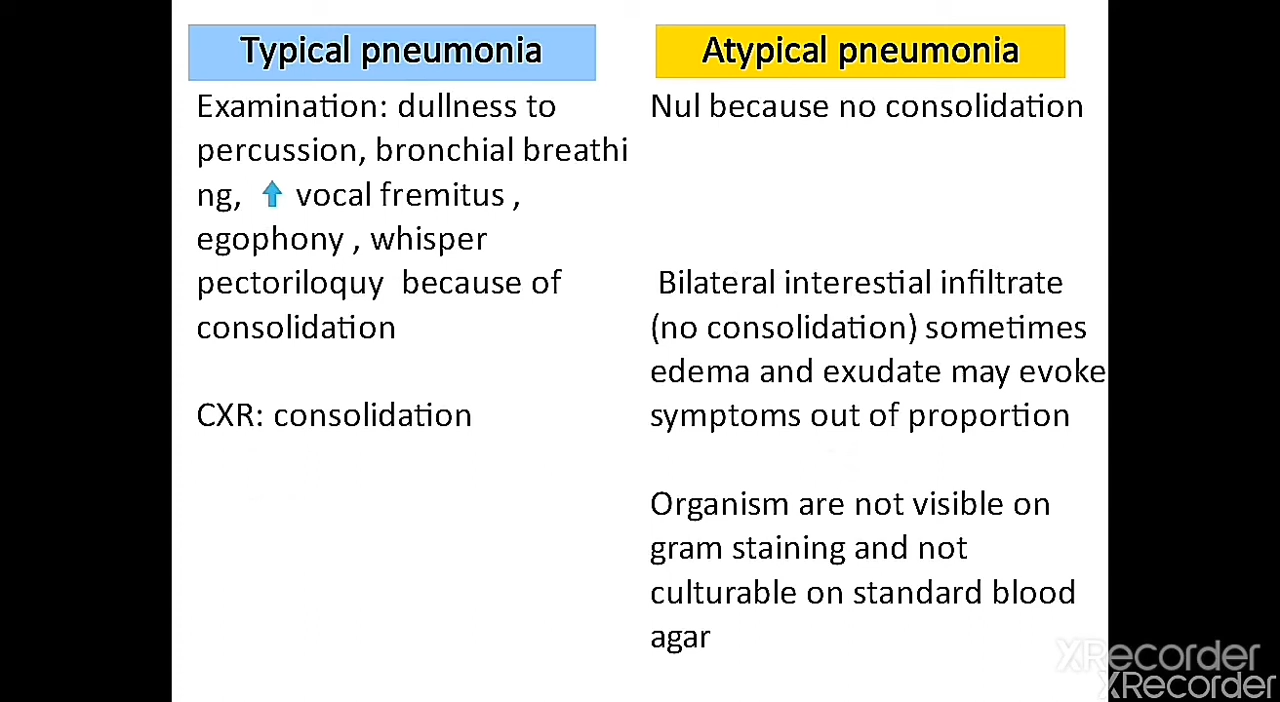 Typical pneumonia
Examination: dullness to
percussion, bronchial breathi
ng, ⬆ vocal fremitus ,
egophony , whisper
pectoriloquy because of
consolidation
CXR: consolidation
Atypical pneumonia
Nul because no consolidation
Bilateral interestial infiltrate
(no consolidation) sometimes
edema and exudate may evoke
symptoms out of proportion
Organism are not visible on
gram staining and not
culturable on standard blood
agar
XRecorder
XRecorder